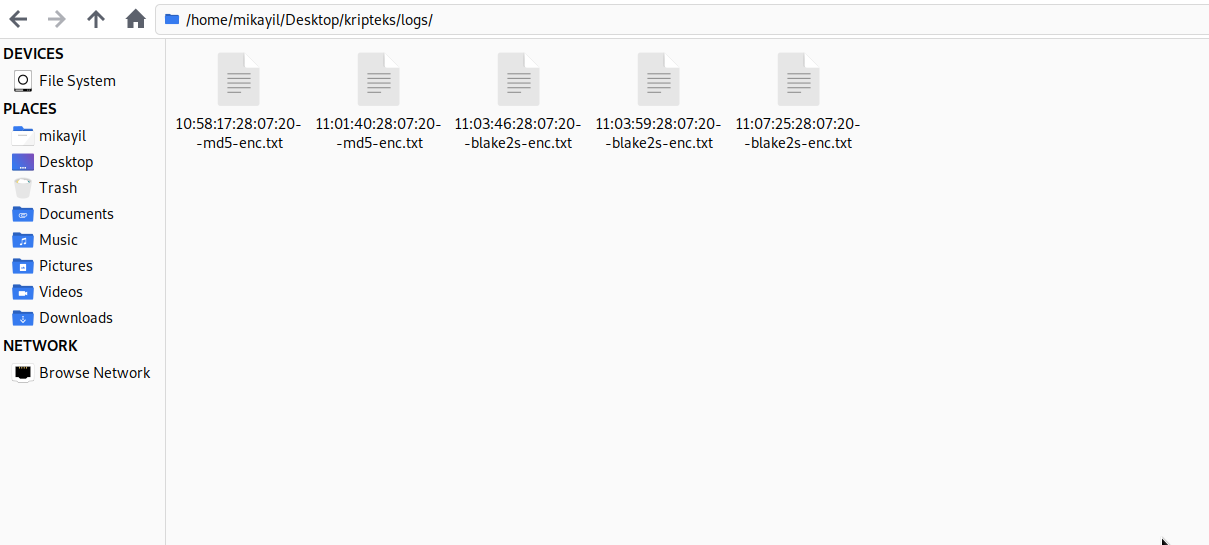 /home/mikayil/Desktop/kripteks/logs/
DEVICES
File System
PLACES
mikayil
Desktop
Trash
Documents
Music
Pictures
Videos
Downloads
NETWORK
Browse Network
10:58:17:28:07:20-
-md5-enc.txt
11:01:40:28:07:20-
-md5-enc.txt
11:03:46:28:07:20-
-blake2s-enc.txt
11:03:59:28:07:20-
-blake2s-enc.txt
11:07:25:28:07:20-
-blake2s-enc.txt